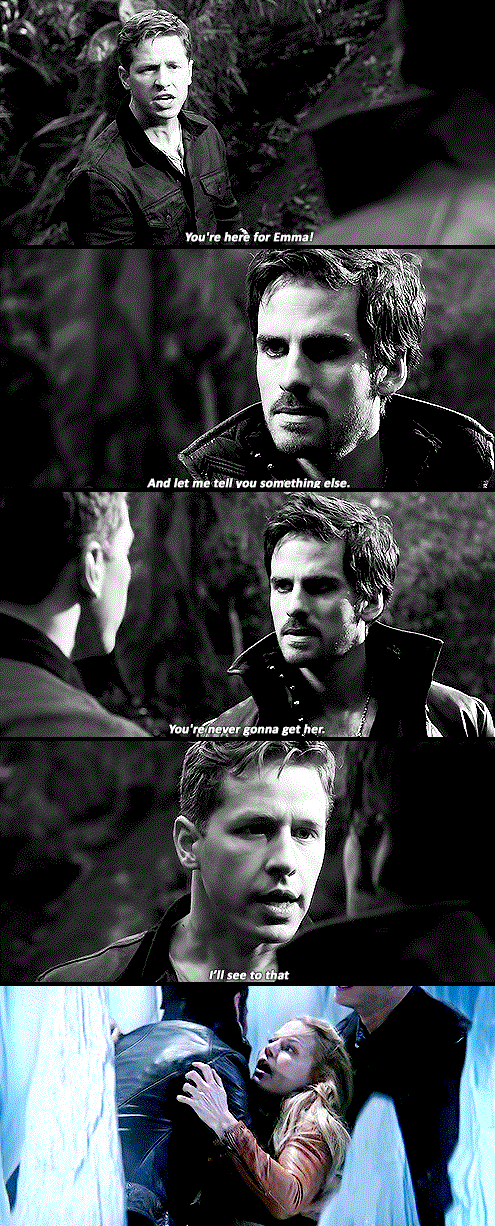 You're here for Emma!
And let me tell you something else.
You're never gonna get her.
I'll see to that